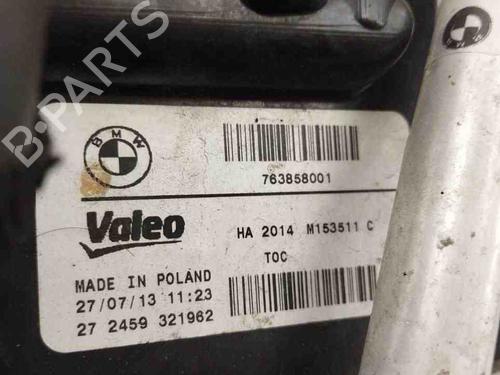 B-PARTS
BMW
763858001
Valeo
HA 2014 M153511 C
TOC
MADE IN POLAND
27/07/13 11:23
27 2459 321962